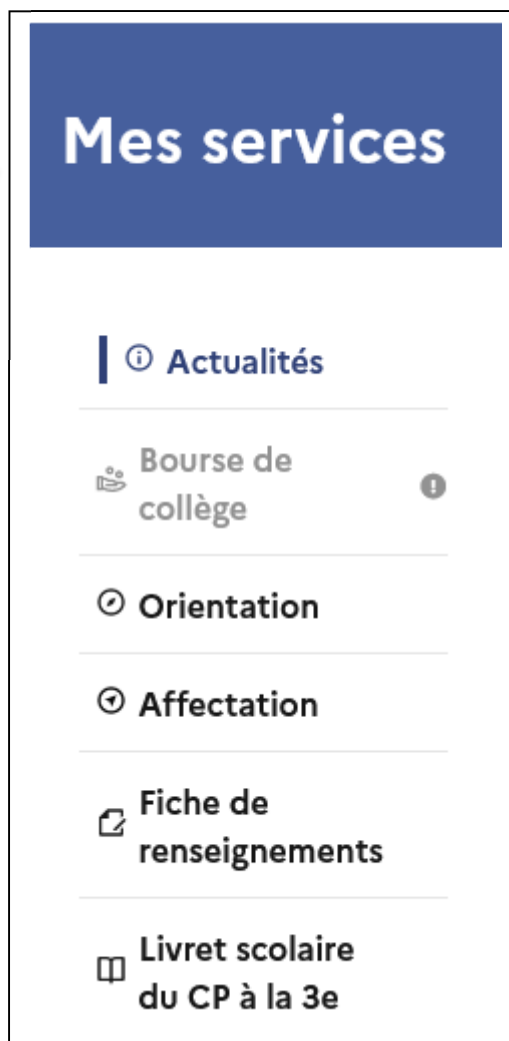 Mes services
Actualités
Bourse de
collège
Orientation
Affectation
Fiche de
renseignements
Livret scolaire
du CP à la 3e